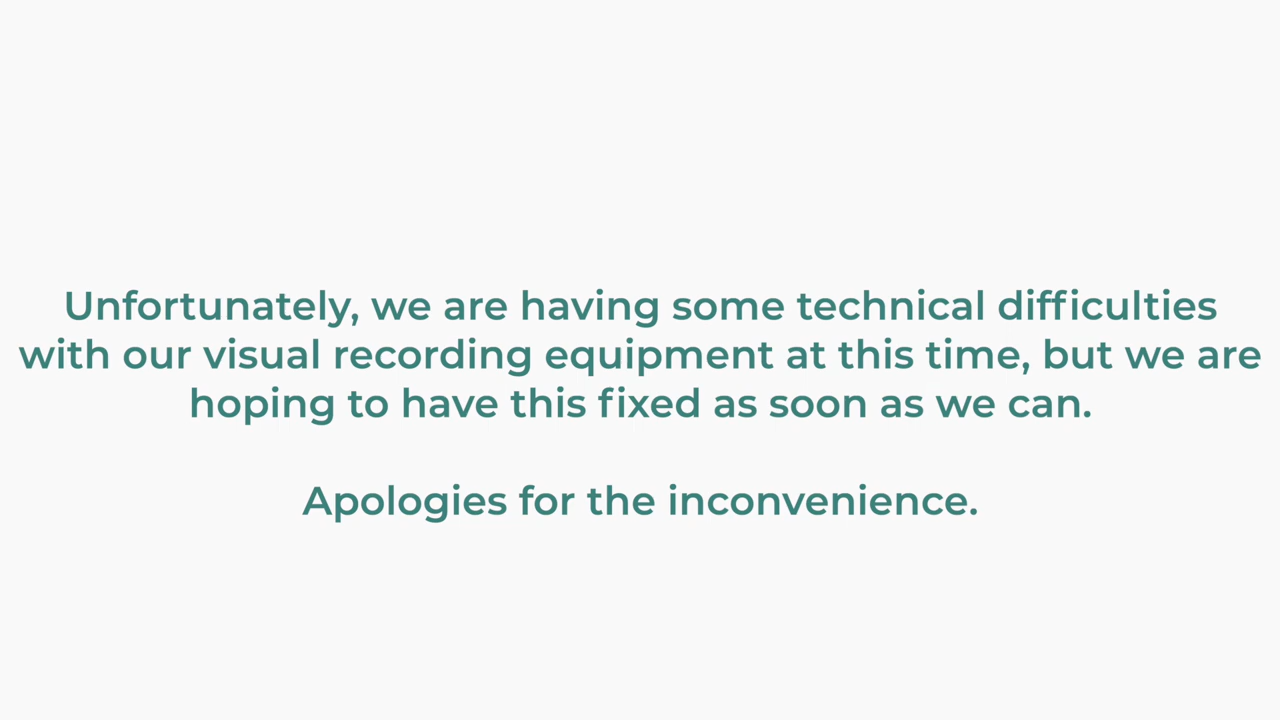 Unfortunately, we are having some technical difficulties
with our visual recording equipment at this time, but we are
hoping to have this fixed as soon as we can.
Apologies for the inconvenience.